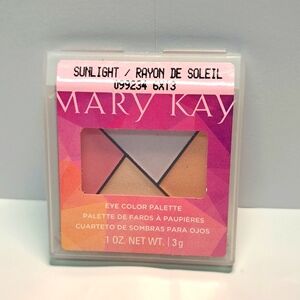 SUNLIGHT / RAYON DE SOLEIL
099234 6X13
MARY KAY
EYE COLOR PALETTE
PALETTE DE FARDS À PAUPIÈRES
CUARTETO DE SOMBRAS PARA OJOS
.1 OZ. NET WT. / 3 g